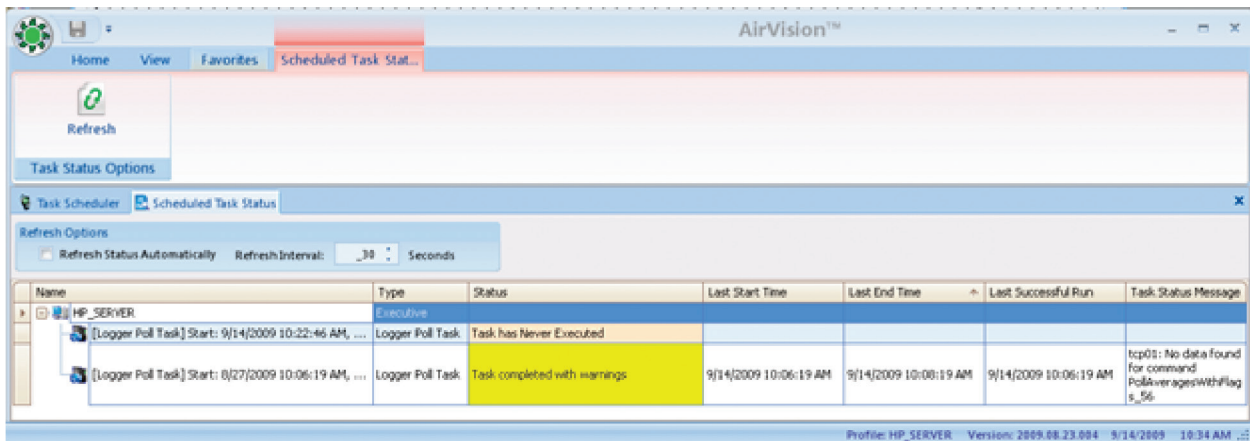 AirVision™
Home View Favorites Scheduled Task Stat...
Refresh
Task Status Options
Task Scheduler Scheduled Task Status
Refresh Options
Refresh Status Automatically Refresh Interval: _30 Seconds
Name Type Status Last Start Time Last End Time Last Successful Run Task Status Message
HP_SERVER Executive
[Logger Poll Task] Start: 9/14/2009 10:22:46 AM, .... Logger Poll Task Task has Never Executed
[Logger Poll Task] Start: 8/27/2009 10:06:19 AM, .... Logger Poll Task Task completed with warnings 9/14/2009 10:06:19 AM 9/14/2009 10:08:19 AM 9/14/2009 10:06:19 AM
tcp01: No data found
for command
PollAveragesWithFlag
s_56
Profile: HP_SERVER Version: 2009.08.23.004 9/14/2009 10:34 AM